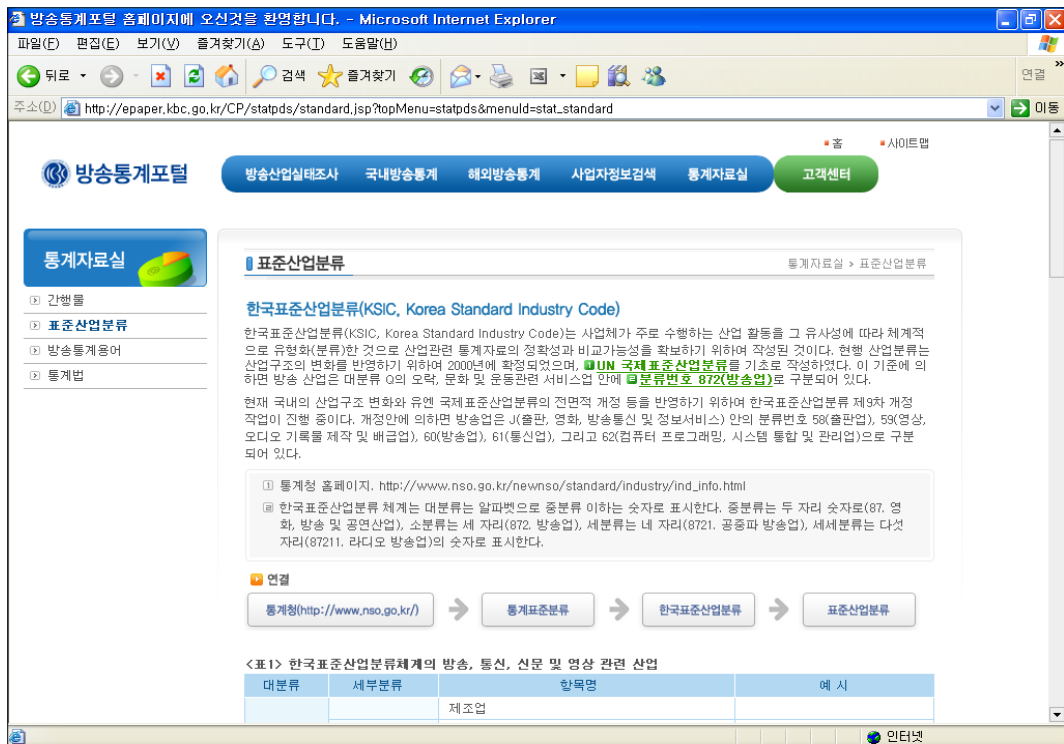 방송통계포털 홈페이지에 오신것을 환영합니다. - Microsoft Internet Explorer
파일(F) 편집(E) 보기(V) 즐겨찾기(A) 도구(T) 도움말(H)
뒤로 검색 즐겨찾기 연결 »
주소(D) http://epaper.kbc.go.kr/CP/statpds/standard.jsp?topMenu=statpds&menuId=stat_standard 이동
홈 사이트맵
방송통계포털 방송산업실태조사 국내방송통계 해외방송통계 사업자정보검색 통계자료실 고객센터
통계자료실
간행물
표준산업분류
방송통계용어
통계법
표준산업분류 통계자료실 > 표준산업분류
한국표준산업분류(KSIC, Korea Standard Industry Code)
한국표준산업분류(KSIC, Korea Standard Industry Code)는 사업체가 주로 수행하는 산업 활동을 그 유사성에 따라 체계적
으로 유형화(분류)한 것으로 산업관련 통계자료의 정확성과 비교가능성을 확보하기 위하여 작성된 것이다. 현행 산업분류는
산업구조의 변화를 반영하기 위하여 2000년에 확정되었으며, 1 UN 국제표준산업분류를 기초로 작성하였다. 이 기준에 의
하면 방송 산업은 대분류 Q의 오락, 문화 및 운동관련 서비스업 안에 2 분류번호 872(방송업)로 구분되어 있다.
현재 국내의 산업구조 변화와 유엔 국제표준산업분류의 전면적 개정 등을 반영하기 위하여 한국표준산업분류 제9차 개정
작업이 진행 중이다. 개정안에 의하면 방송업은 J(출판, 영화, 방송통신 및 정보서비스) 안의 분류번호 58(출판업), 59(영상,
오디오 기록물 제작 및 배급업), 60(방송업), 61(통신업), 그리고 62(컴퓨터 프로그래밍, 시스템 통합 및 관리업)으로 구분
되어 있다.
1 통계청 홈페이지. http://www.nso.go.kr/newnso/standard/industry/ind_info.html
2 한국표준산업분류 체계는 대분류는 알파벳으로 중분류 이하는 숫자로 표시한다. 중분류는 두 자리 숫자로(87. 영
화, 방송 및 공연산업), 소분류는 세 자리(872. 방송업), 세분류는 네 자리(8721. 공중파 방송업), 세세분류는 다섯
자리(87211. 라디오 방송업)의 숫자로 표시한다.
연결
통계청(http://www.nso.go.kr/) 통계표준분류 한국표준산업분류 표준산업분류
<표1> 한국표준산업분류체계의 방송, 통신, 신문 및 영상 관련 산업
대분류 세부분류 항목명 예 시
제조업
인터넷